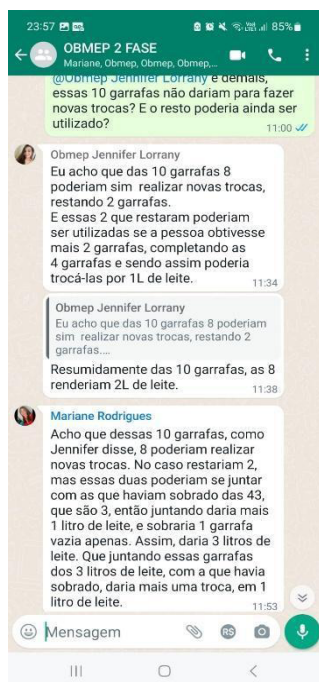 23:57
85%
OBMEP 2 FASE
Mariane, Obmep, Obmep, Obmep,...
@Obmep Jennifer Lorrany e demais,
essas 10 garrafas não dariam para fazer
novas trocas? E o resto poderia ainda ser
utilizado?
11:00
Obmep Jennifer Lorrany
Eu acho que das 10 garrafas 8
poderiam sim realizar novas trocas,
restando 2 garrafas.
E essas 2 que restaram poderiam
ser utilizadas se a pessoa obtivesse
mais 2 garrafas, completando as
4 garrafas e sendo assim poderia
trocá-las por 1L de leite.
11:34
Obmep Jennifer Lorrany
Eu acho que das 10 garrafas 8 poderiam
sim realizar novas trocas, restando 2
garrafas....
Resumidamente das 10 garrafas, as 8
renderiam 2L de leite.
11:38
Mariane Rodrigues
Acho que dessas 10 garrafas, como
Jennifer disse, 8 poderiam realizar
novas trocas. No caso restariam 2,
mas essas duas poderiam se juntar
com as que haviam sobrado das 43,
que são 3, então juntando daria mais
1 litro de leite, e sobraria 1 garrafa
vazia apenas. Assim, daria 3 litros de
leite. Que juntando essas garrafas
dos 3 litros de leite, com a que havia
sobrado, daria mais uma troca, em 1
litro de leite.
11:53
Mensagem
RS